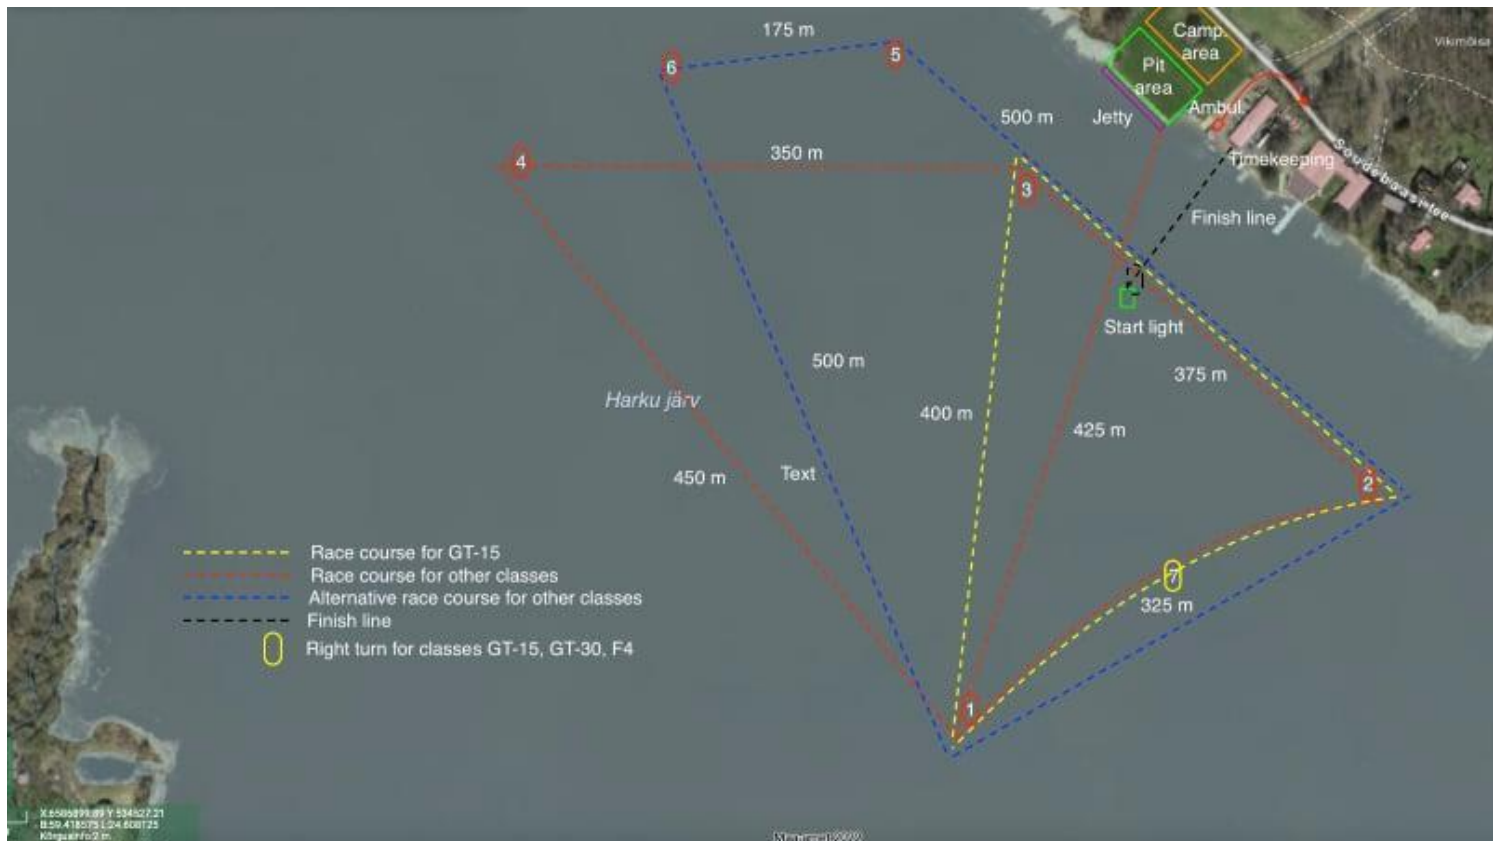 175 m
5
6
Camp.
area
Pit
area
Vikimõisa
Ambul.
Jetty
500 m
350 m
4
3
Timekeeping
Sõudebaasi tee
Finish line
Start light
500 m
375 m
Harku järv
400 m
425 m
450 m
Text
2
7
325 m
1
Race course for GT-15
Race course for other classes
Alternative race course for other classes
Finish line
Right turn for classes GT-15, GT-30, F4